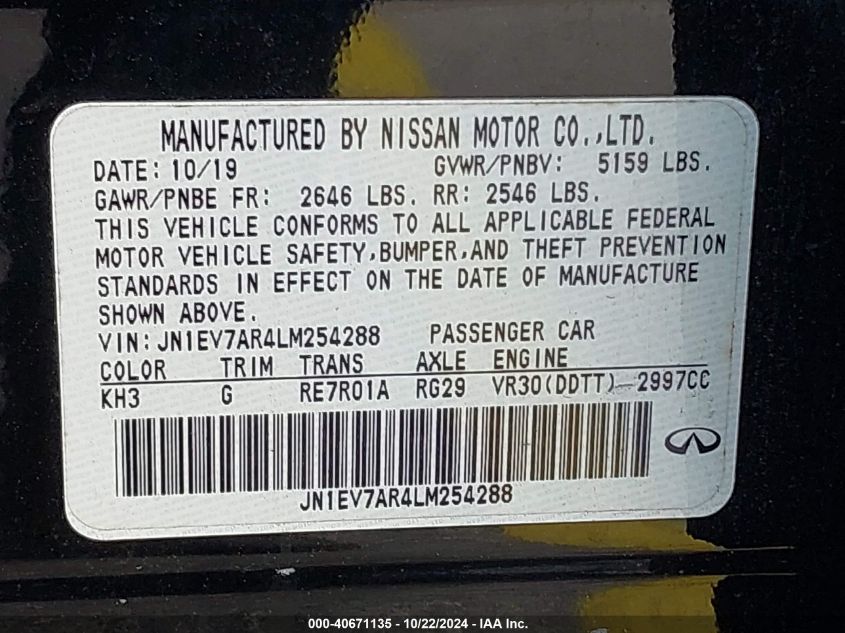 MANUFACTURED BY NISSAN MOTOR CO.,LTD.
DATE: 10/19 GVWR/PNBV: 5159 LBS.
GAWR/PNBE FR: 2646 LBS. RR: 2546 LBS.
THIS VEHICLE CONFORMS TO ALL APPLICABLE FEDERAL
MOTOR VEHICLE SAFETY,BUMPER,AND THEFT PREVENTION
STANDARDS IN EFFECT ON THE DATE OF MANUFACTURE
SHOWN ABOVE.
VIN: JN1EV7AR4LM254288 PASSENGER CAR
COLOR TRIM TRANS AXLE ENGINE
KH3 G RE7R01A RG29 VR30(DDTT) 2997CC
JN1EV7AR4LM254288
000-40671135 - 10/22/2024 - IAA Inc.